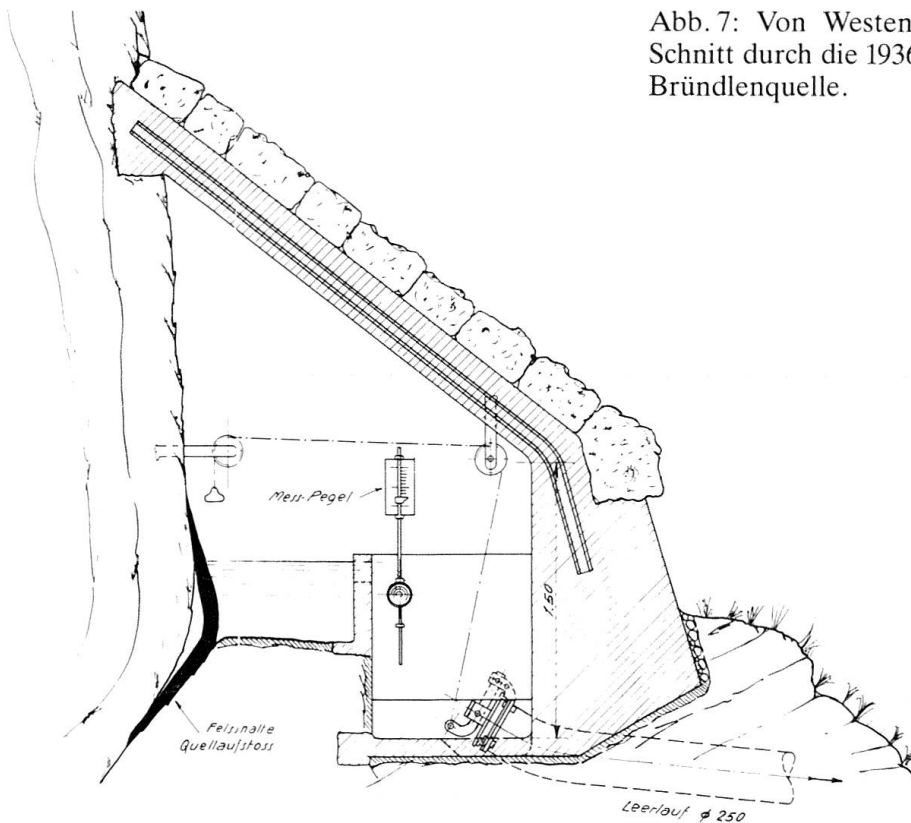 Abb. 7: Von Westen
Schnitt durch die 1936
Bründlenquelle.
Mess-Pegel
1.50
Felsspalte
Quellaufstoss
Leerlauf ϕ 250